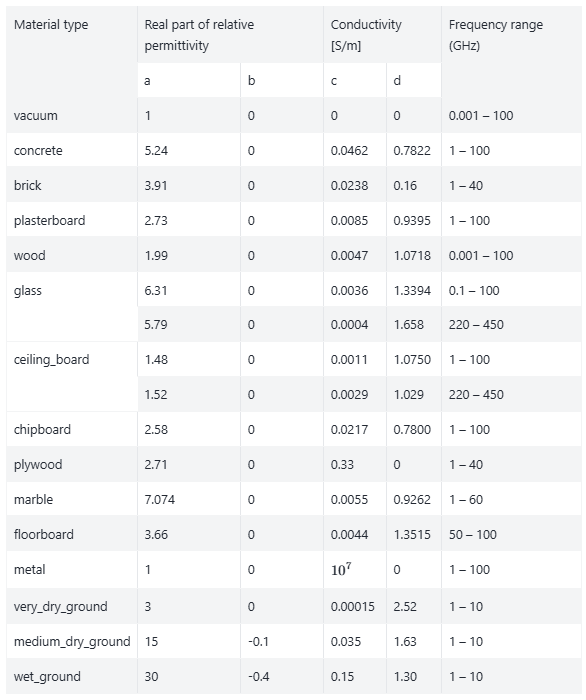 Material type Real part of relative permittivity Conductivity [S/m] Frequency range (GHz)
a b c d
vacuum 1 0 0 0 0.001 – 100
concrete 5.24 0 0.0462 0.7822 1 – 100
brick 3.91 0 0.0238 0.16 1 – 40
plasterboard 2.73 0 0.0085 0.9395 1 – 100
wood 1.99 0 0.0047 1.0718 0.001 – 100
glass 6.31 0 0.0036 1.3394 0.1 – 100
5.79 0 0.0004 1.658 220 – 450
ceiling_board 1.48 0 0.0011 1.0750 1 – 100
1.52 0 0.0029 1.029 220 – 450
chipboard 2.58 0 0.0217 0.7800 1 – 100
plywood 2.71 0 0.33 0 1 – 40
marble 7.074 0 0.0055 0.9262 1 – 60
floorboard 3.66 0 0.0044 1.3515 50 – 100
metal 1 0 10⁷ 0 1 – 100
very_dry_ground 3 0 0.00015 2.52 1 – 10
medium_dry_ground 15 -0.1 0.035 1.63 1 – 10
wet_ground 30 -0.4 0.15 1.30 1 – 10